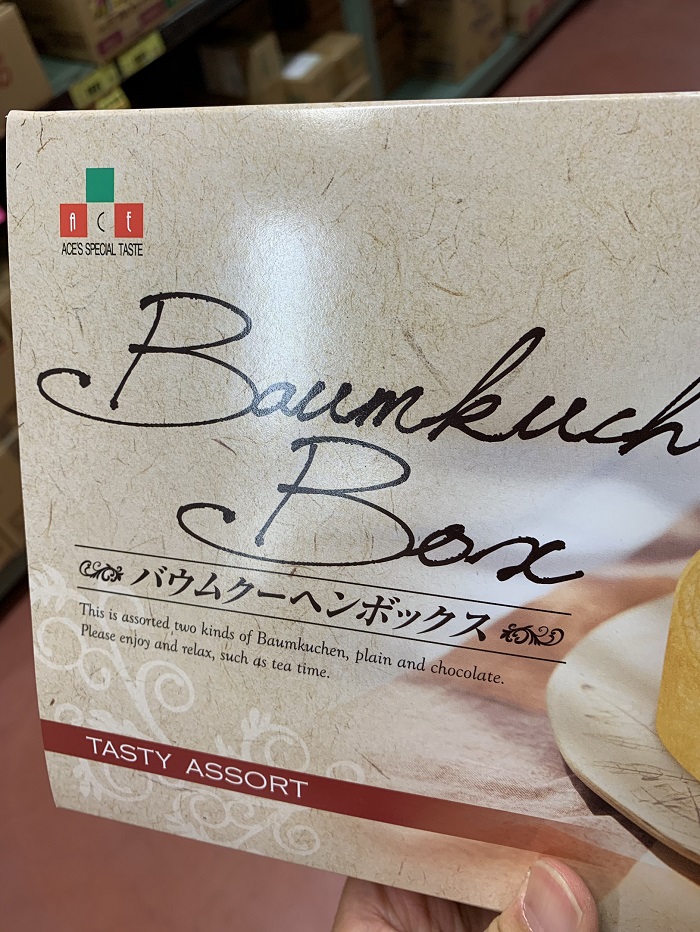 A C E
ACE'S SPECIAL TASTE
Baumkuch
Box
バウムクーヘンボックス
This is assorted two kinds of Baumkuchen, plain and chocolate.
Please enjoy and relax, such as tea time.
TASTY ASSORT